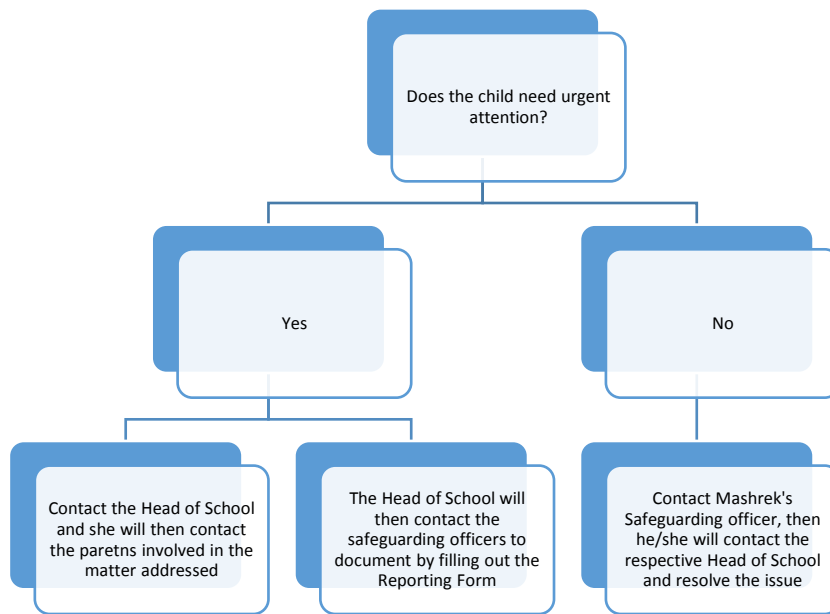 Does the child need urgent
attention?
Yes
No
Contact the Head of School
and she will then contact
the paretns involved in the
matter addressed
The Head of School will
then contact the
safeguarding officers to
document by filling out the
Reporting Form
Contact Mashrek's
Safeguarding officer, then
he/she will contact the
respective Head of School
and resolve the issue